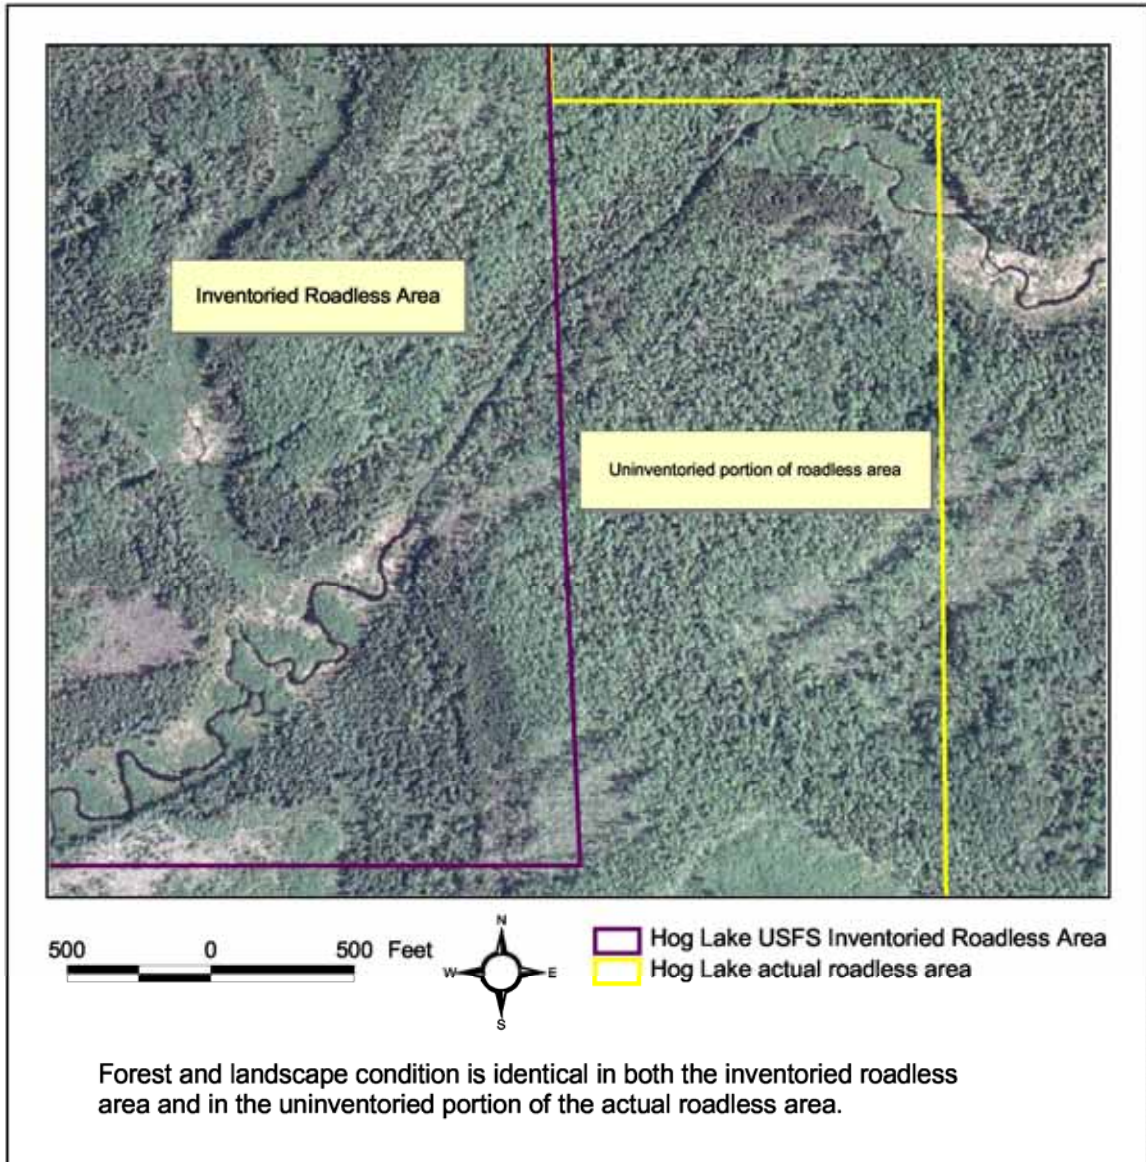 Inventoried Roadless Area
Uninventoried portion of roadless area
500 0 500 Feet
N
W E
S
Hog Lake USFS Inventoried Roadless Area
Hog Lake actual roadless area
Forest and landscape condition is identical in both the inventoried roadless
area and in the uninventoried portion of the actual roadless area.